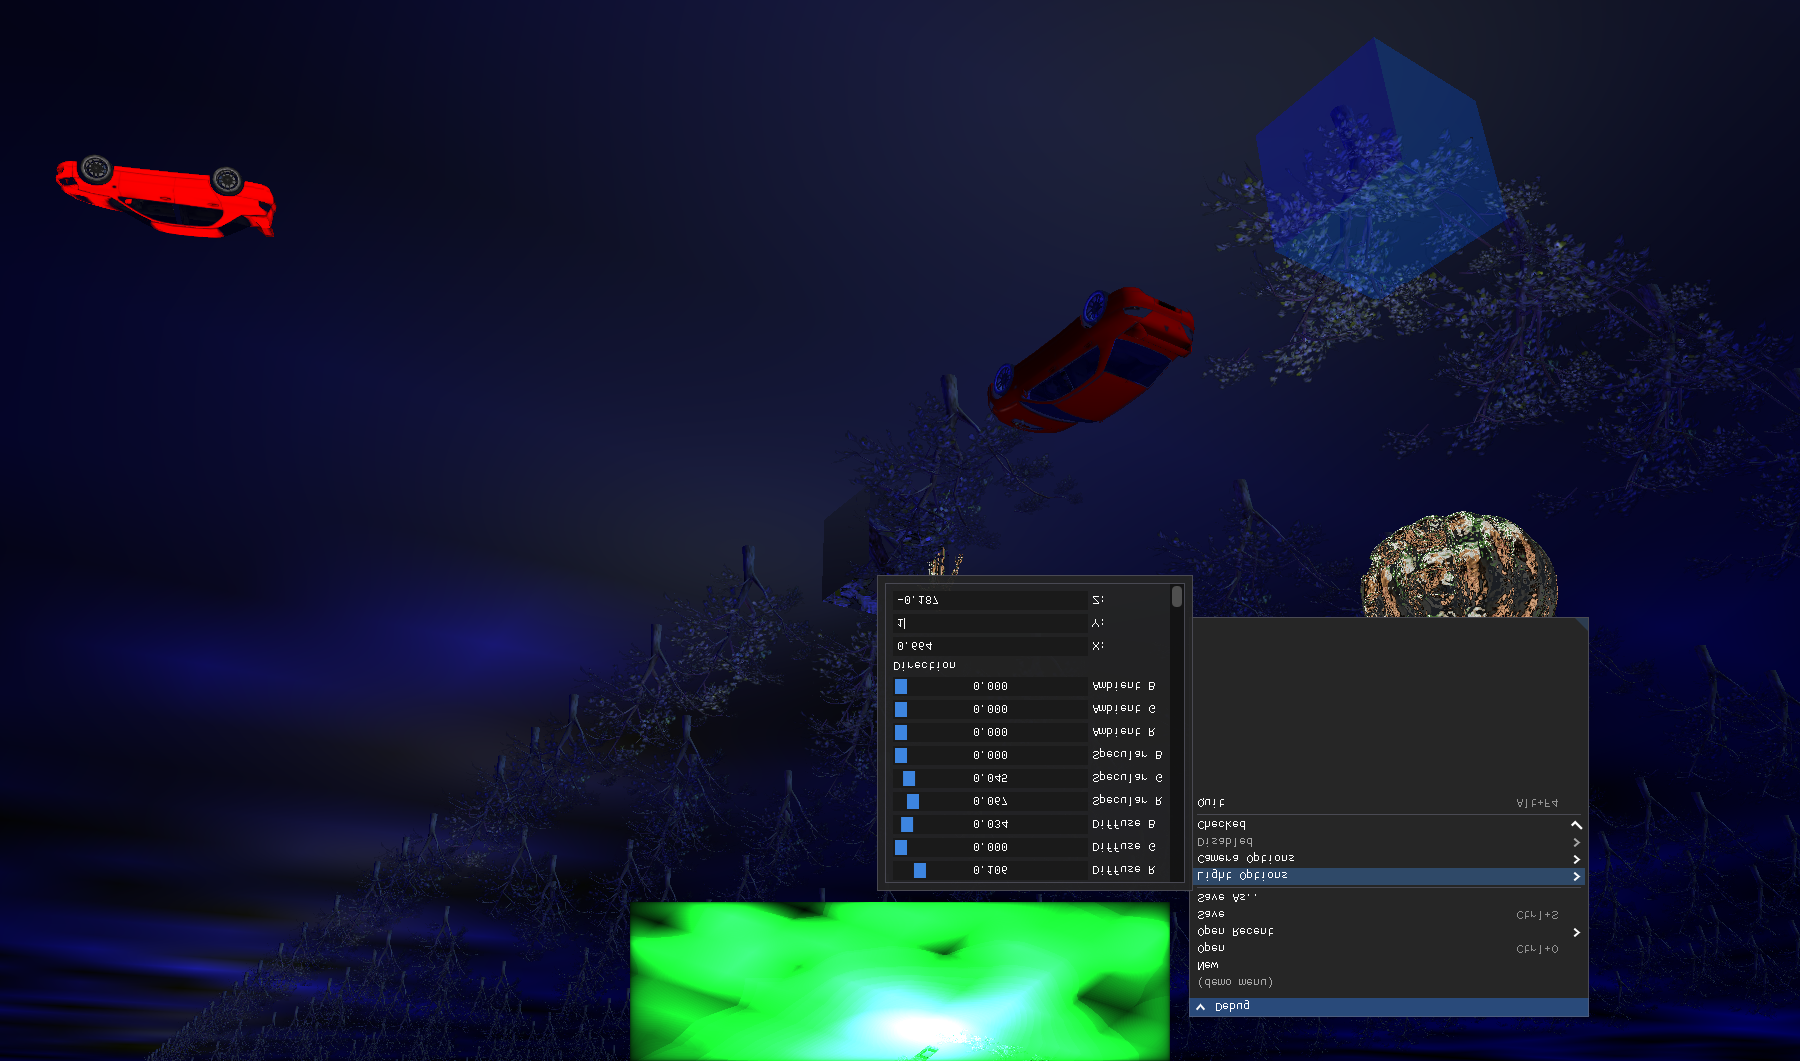 Debug
(demo menu)
New
Open Ctrl+O
Open Recent
Save Ctrl+S
Save As..
Light Options
Camera Options
Disabled
Checked
Quit Alt+F4
0.106 Diffuse R
0.000 Diffuse G
0.034 Diffuse B
0.067 Specular R
0.045 Specular G
0.000 Specular B
0.000 Ambient R
0.000 Ambient G
0.000 Ambient B
Direction
0.664 X:
1 Y:
-0.187 Z: